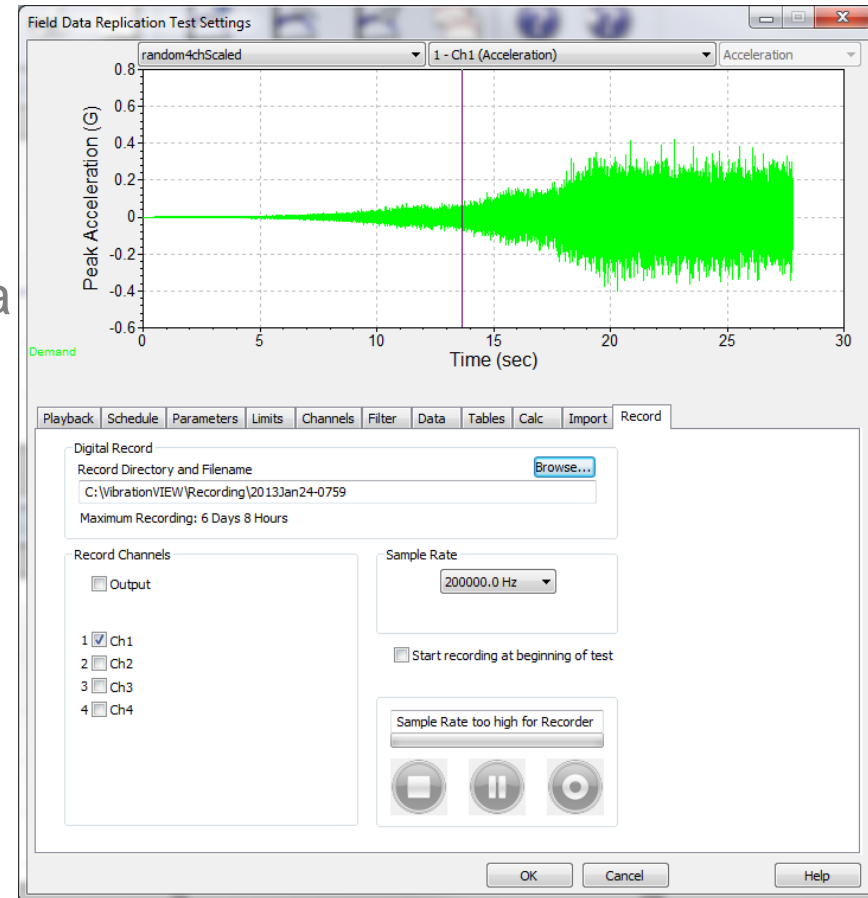 Field Data Replication Test Settings
random4chScaled 1 - Ch1 (Acceleration) Acceleration
0.8
0.6
0.4
0.2
0
-0.2
-0.4
-0.6
Peak Acceleration (G)
a
Demand
0 5 10 15 20 25 30
Time (sec)
Playback Schedule Parameters Limits Channels Filter Data Tables Calc Import Record
Digital Record
Record Directory and Filename Browse...
C:\VibrationVIEW\Recording\2013Jan24-0759
Maximum Recording: 6 Days 8 Hours
Record Channels
Output
1 Ch1
2 Ch2
3 Ch3
4 Ch4
Sample Rate
200000.0 Hz
Start recording at beginning of test
Sample Rate too high for Recorder
OK Cancel Help